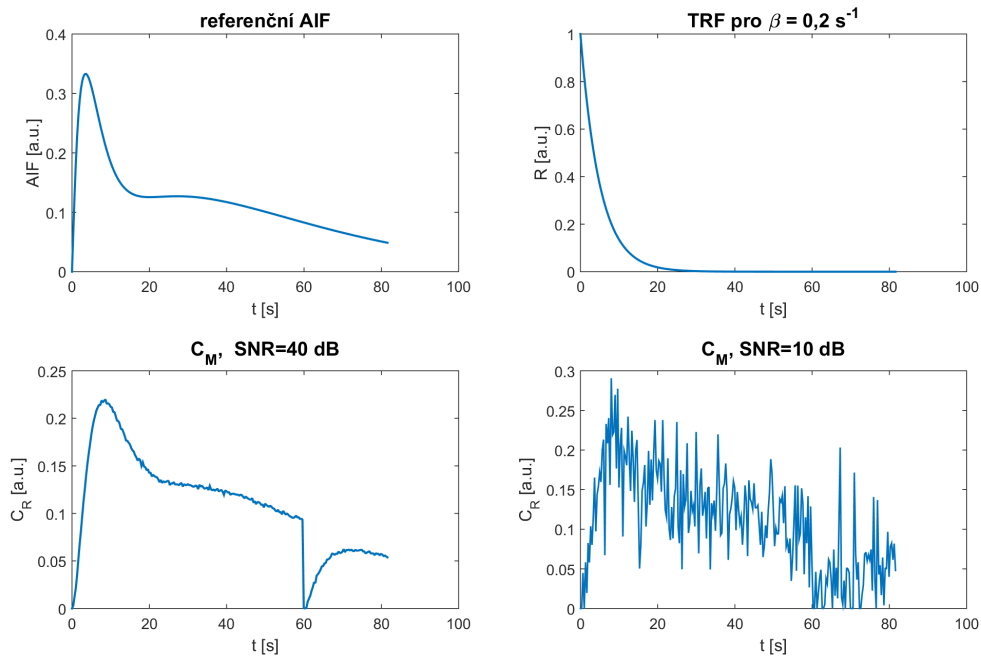 referenční AIF
AIF [a.u.]
0.4
0.3
0.2
0.1
0
0 20 40 60 80 100
t [s]
TRF pro β = 0,2 s⁻¹
R [a.u.]
1
0.8
0.6
0.4
0.2
0
0 20 40 60 80 100
t [s]
C_M,  SNR=40 dB
C_R [a.u.]
0.25
0.2
0.15
0.1
0.05
0
0 20 40 60 80 100
t [s]
C_M, SNR=10 dB
C_R [a.u.]
0.3
0.25
0.2
0.15
0.1
0.05
0
0 20 40 60 80 100
t [s]